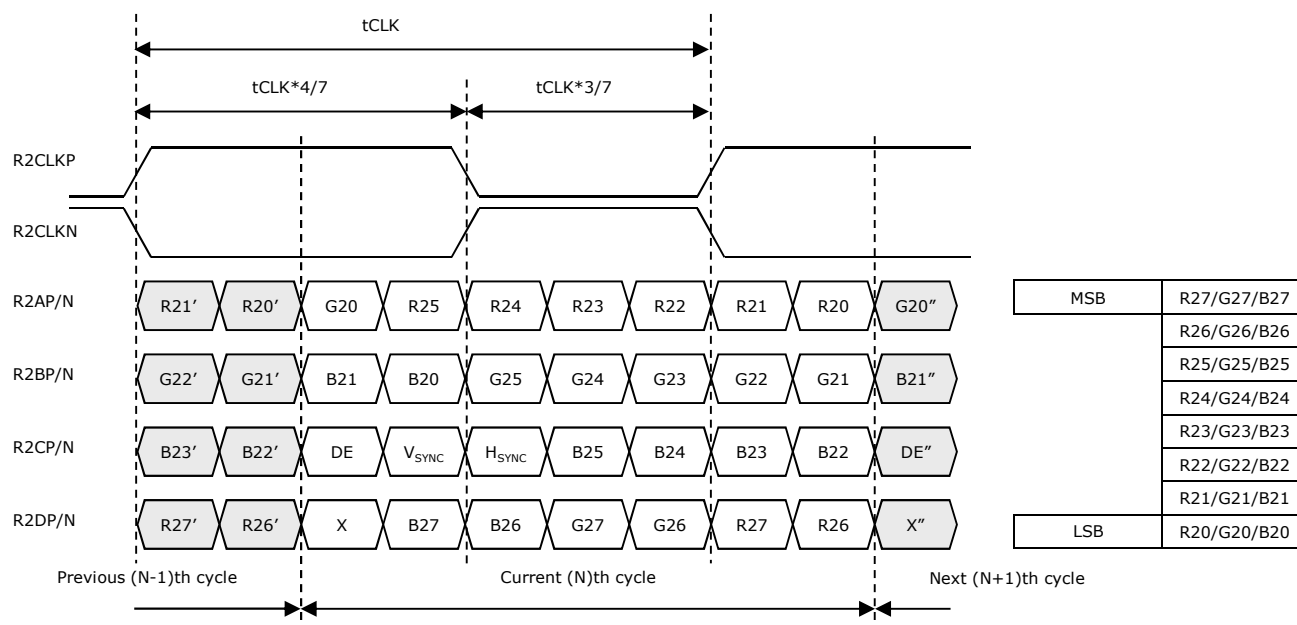 tCLK
tCLK*4/7 tCLK*3/7
R2CLKP
R2CLKN
R2AP/N R21′ R20′ G20 R25 R24 R23 R22 R21 R20 G20″
R2BP/N G22′ G21′ B21 B20 G25 G24 G23 G22 G21 B21″
R2CP/N B23′ B22′ DE VSYNC HSYNC B25 B24 B23 B22 DE″
R2DP/N R27′ R26′ X B27 B26 G27 G26 R27 R26 X″
Previous (N-1)th cycle Current (N)th cycle Next (N+1)th cycle
MSB R27/G27/B27
R26/G26/B26
R25/G25/B25
R24/G24/B24
R23/G23/B23
R22/G22/B22
R21/G21/B21
LSB R20/G20/B20